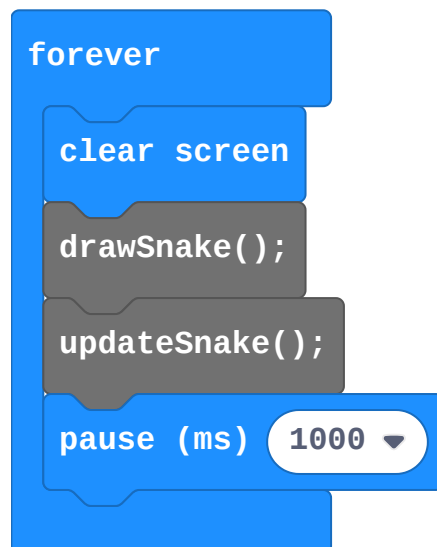 forever
clear screen
drawSnake();
updateSnake();
pause (ms) 1000